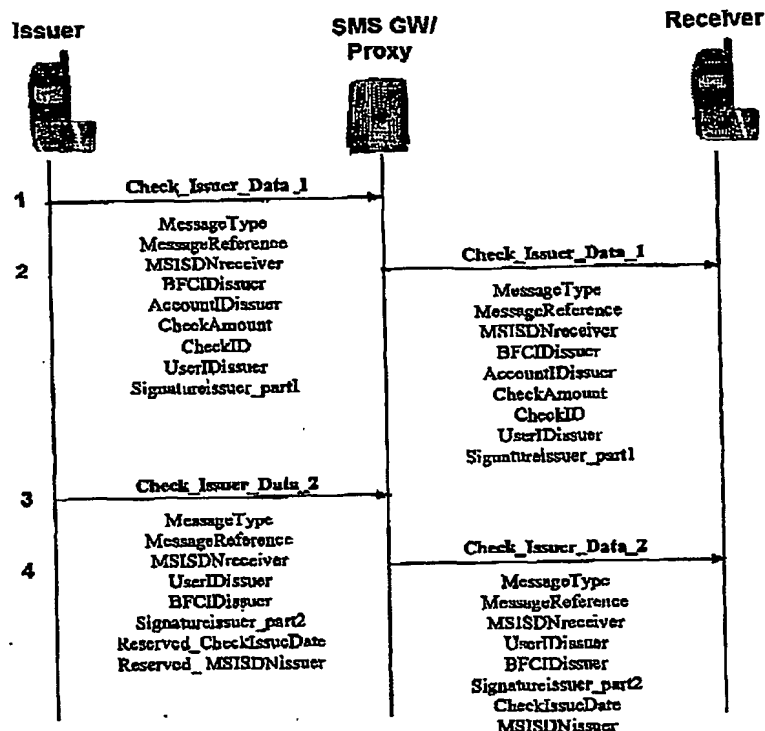 Issuer
SMS GW/
Proxy
Receiver
1
Check_Issuer_Data_1
MessageType
MessageReference
MSISDNreceiver
BFCIDissuer
AccountIDissuer
CheckAmount
CheckID
UserIDissuer
Signatureissuer_part1
2
Check_Issuer_Data_1
MessageType
MessageReference
MSISDNreceiver
BFCIDissuer
AccountIDissuer
CheckAmount
CheckID
UserIDissuer
Signatureissuer_part1
3
Check_Issuer_Data_2
MessageType
MessageReference
MSISDNreceiver
UserIDissuer
BFCIDissuer
Signatureissuer_part2
Reserved_CheckIssueDate
Reserved_ MSISDNissuer
4
Check_Issuer_Data_2
MessageType
MessageReference
MSISDNreceiver
UserIDissuer
BFCIDissuer
Signatureissuer_part2
CheckIssueDate
MSISDNissuer